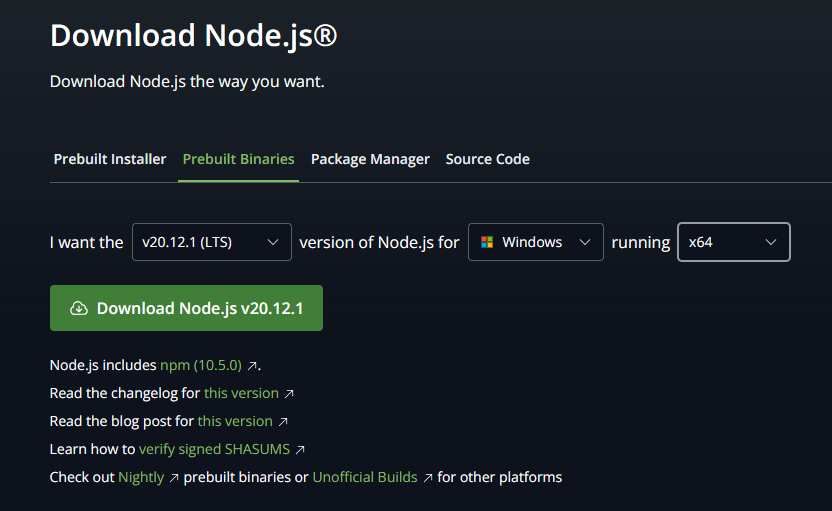 Download Node.js®
Download Node.js the way you want.
Prebuilt Installer Prebuilt Binaries Package Manager Source Code
I want the v20.12.1 (LTS) version of Node.js for Windows running x64
Download Node.js v20.12.1
Node.js includes npm (10.5.0) ↗.
Read the changelog for this version ↗
Read the blog post for this version ↗
Learn how to verify signed SHASUMS ↗
Check out Nightly ↗ prebuilt binaries or Unofficial Builds ↗ for other platforms